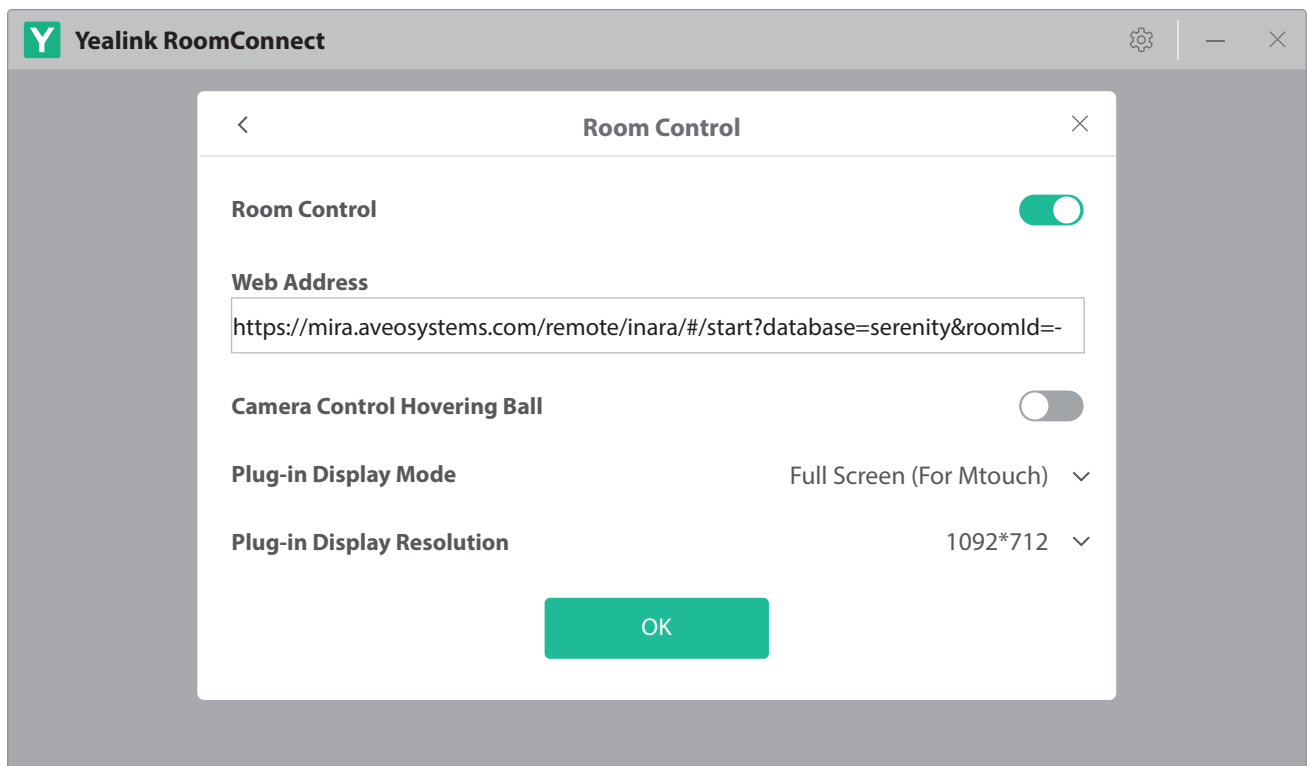 Y Yealink RoomConnect
Room Control
Room Control
Web Address
https://mira.aveosystems.com/remote/inara/#/start?database=serenity&roomId=-
Camera Control Hovering Ball
Plug-in Display Mode Full Screen (For Mtouch)
Plug-in Display Resolution 1092*712
OK